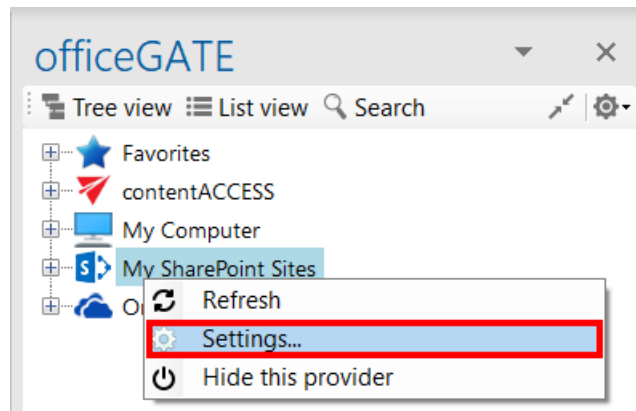 officeGATE
Tree view List view Search
Favorites
contentACCESS
My Computer
My SharePoint Sites
Refresh
Settings...
Hide this provider